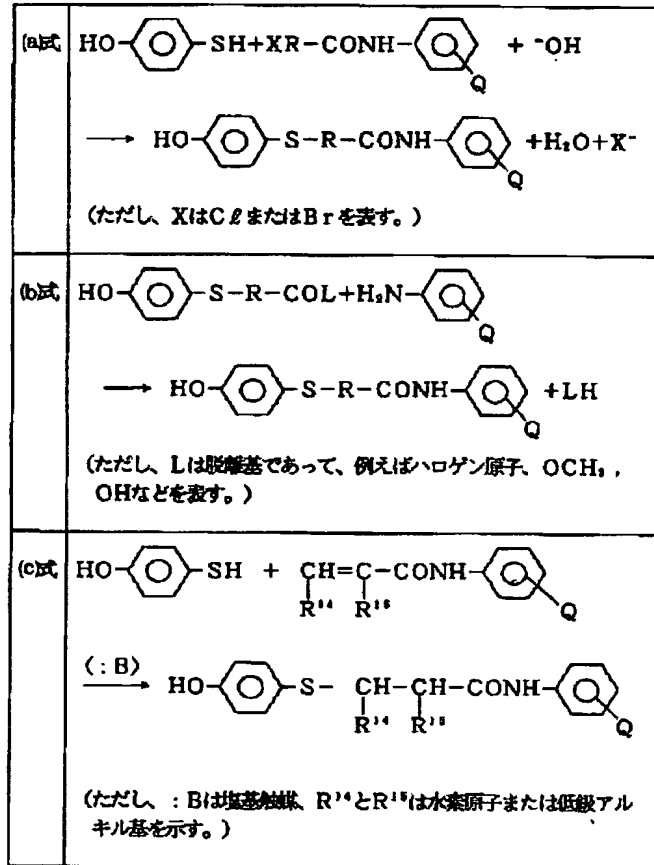 (a)式 HO-SH+XR-CONH- + ⁻OH
Q
→ HO-S-R-CONH- +H₂O+X⁻
Q
(ただし、XはCℓまたはBrを表す。)
(b)式 HO-S-R-COL+H₂N-
Q
→ HO-S-R-CONH- +LH
Q
(ただし、Lは脱離基であって、例えばハロゲン原子、OCH₃,
OHなどを表す。)
(c)式 HO-SH + CH=C-CONH-
R¹⁴ R¹⁵
Q
(:B)
→ HO-S-CH-CH-CONH-
R¹⁴ R¹⁵
Q
(ただし、:Bは塩基触媒、R¹⁴とR¹⁵は水素原子または低級アル
キル基を示す。)